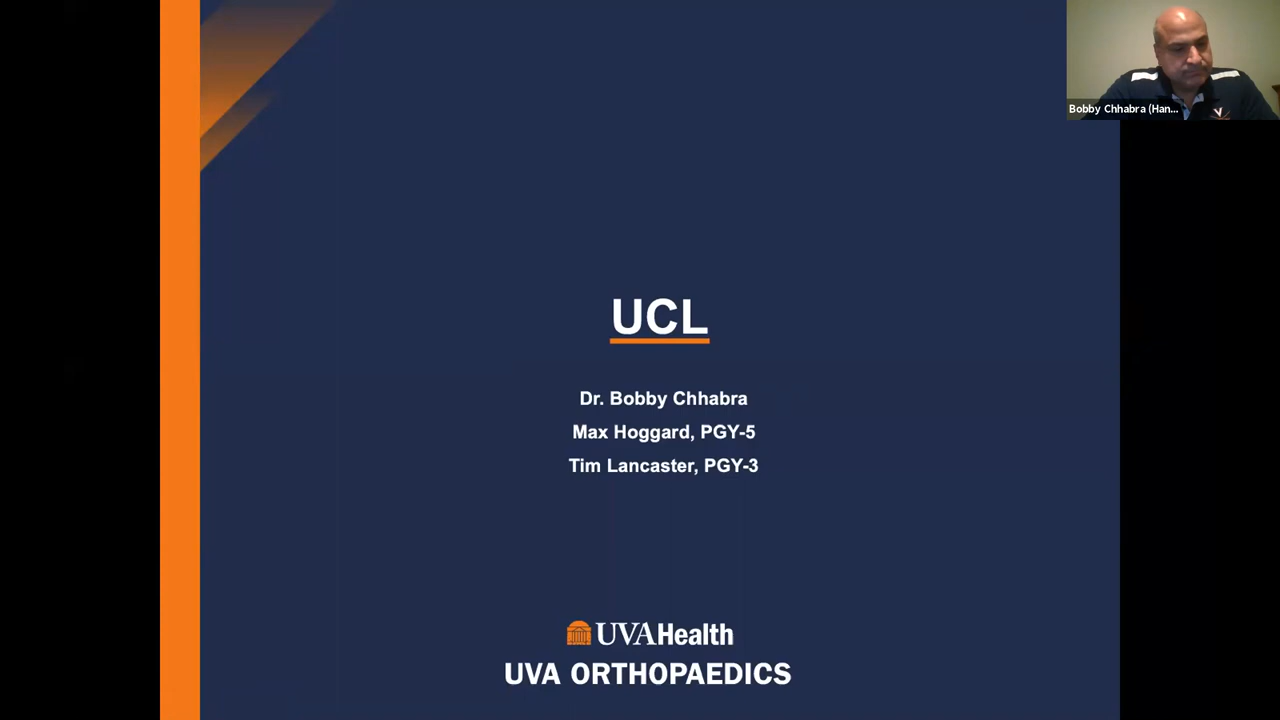 Bobby Chhabra (Han...
UCL
Dr. Bobby Chhabra
Max Hoggard, PGY-5
Tim Lancaster, PGY-3
UVAHealth
UVA ORTHOPAEDICS